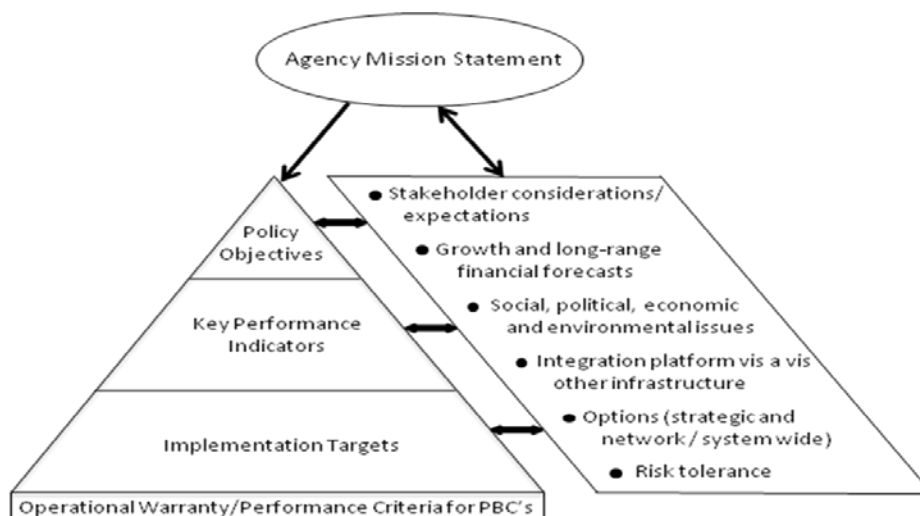 Agency Mission Statement
Policy
Objectives
Key Performance
Indicators
Implementation Targets
Operational Warranty/Performance Criteria for PBC's
● Stakeholder considerations/
expectations
● Growth and long-range
financial forecasts
● Social, political, economic
and environmental issues
● Integration platform vis a vis
other infrastructure
● Options (strategic and
network / system wide)
● Risk tolerance